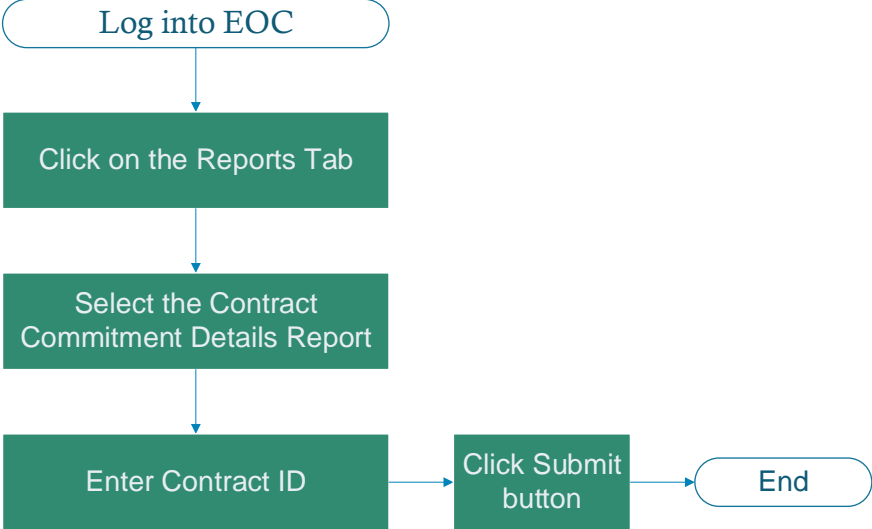 Log into EOC
Click on the Reports Tab
Select the Contract
Commitment Details Report
Enter Contract ID
Click Submit
button
End